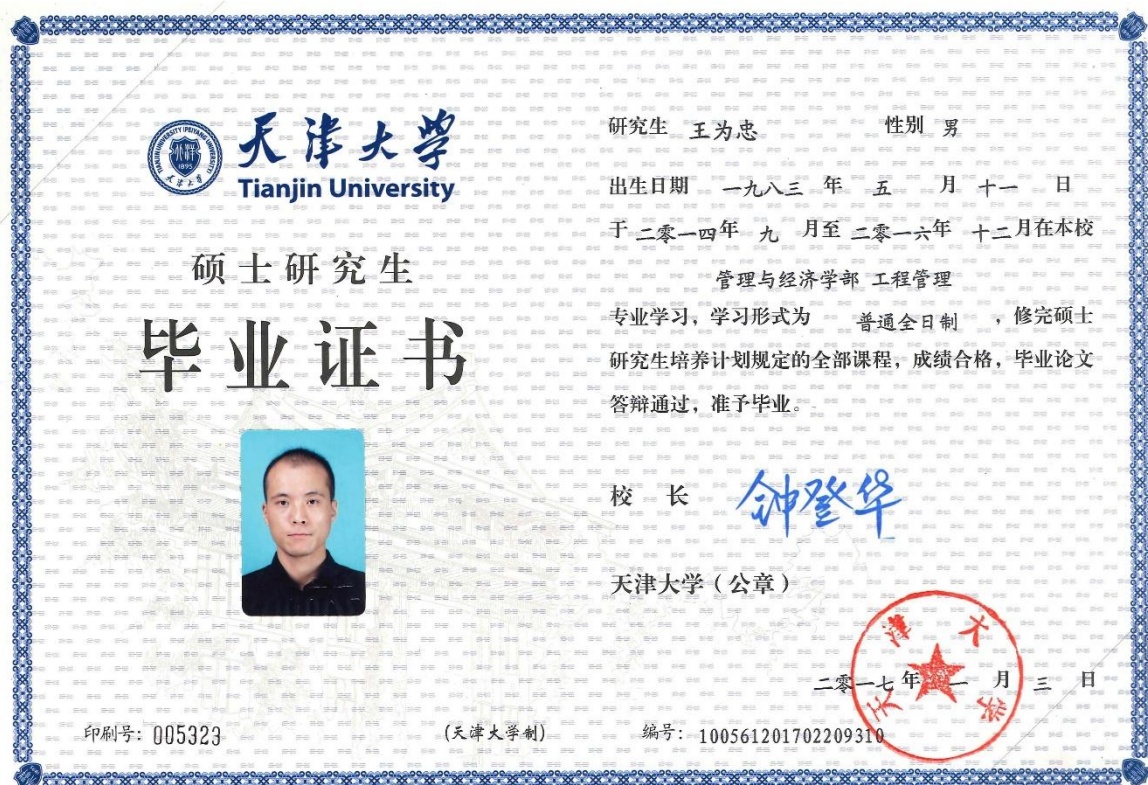 天津大学
Tianjin University
硕士研究生
毕业证书
研究生 王为忠 性别 男
出生日期 一九八三 年 五 月 十一 日
于 二零一四年 九 月至 二零一六年 十二月在本校
管理与经济学部 工程管理
专业学习，学习形式为 普通全日制 ，修完硕士
研究生培养计划规定的全部课程，成绩合格，毕业论文
答辩通过，准予毕业。
校 长 钟登华
天津大学（公章）
天津大学
二零一七 年 一 月 三 日
印刷号：005323
（天津大学制）
编号：100561201702209310